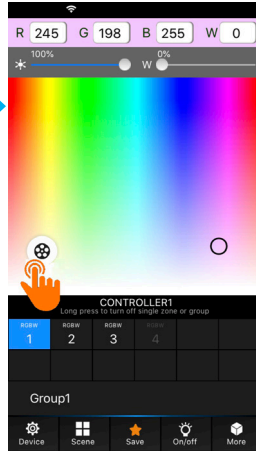 R 245 G 198 B 255 W 0
100% 0%
W
CONTROLLER1
Long press to turn off single zone or group
RGBW RGBW RGBW RGBW
1 2 3 4
Group1
Device Scene Save On/off More